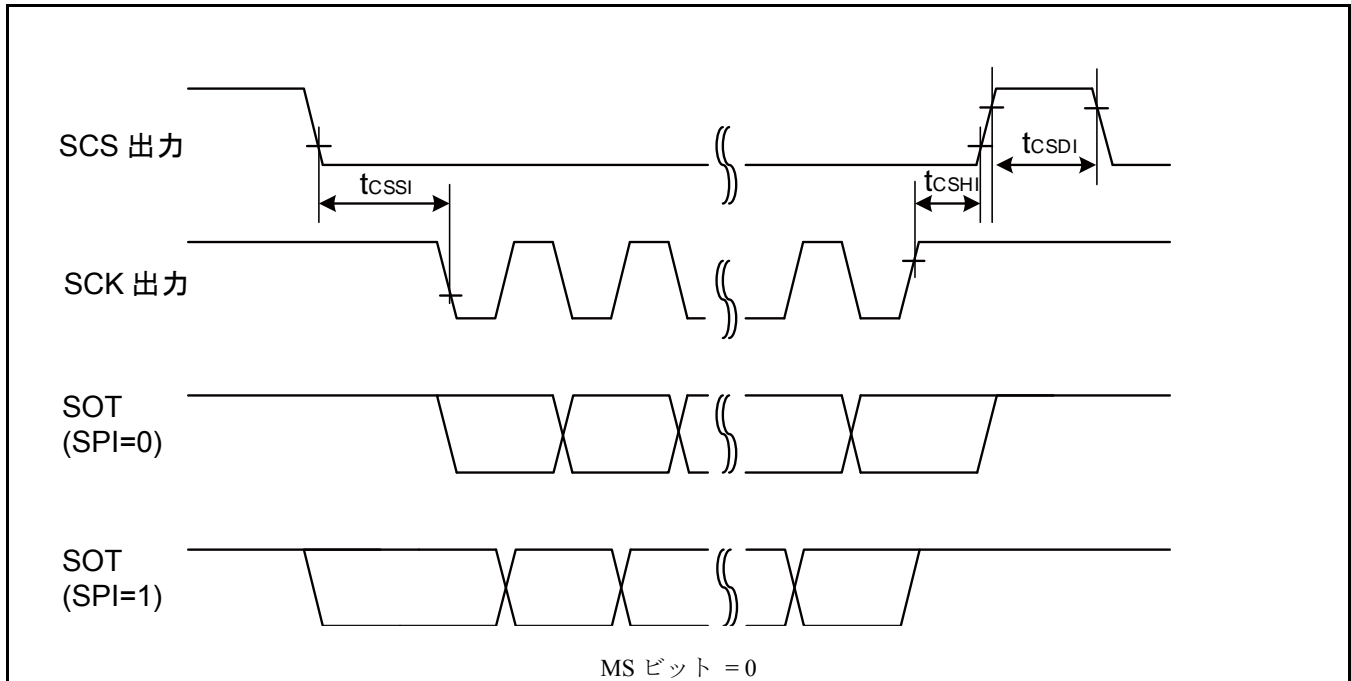 SCS 出力
tCSDI
tCSSI
tCSHI
SCK 出力
SOT
(SPI=0)
SOT
(SPI=1)
MS ビット = 0